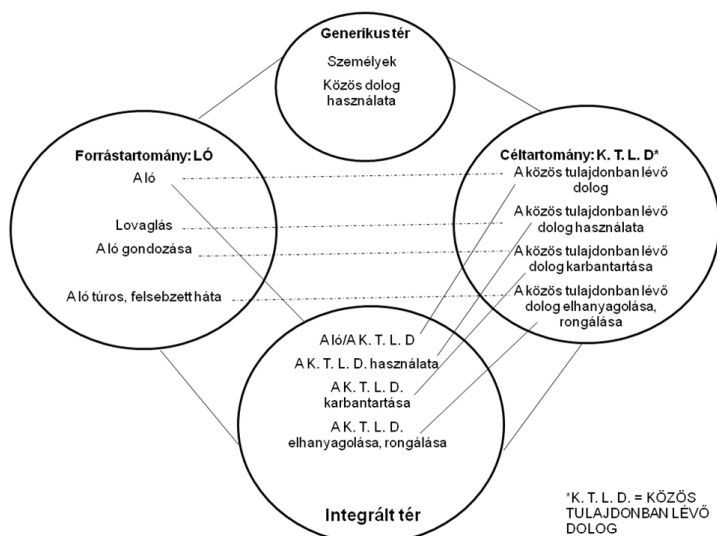 Generikus tér
Személyek
Közös dolog
használata
Forrástartomány: LÓ
A ló
Lovaglás
A ló gondozása
A ló túros, felsebzett háta
Céltartomány: K. T. L. D*
A közös tulajdonban lévő
dolog
A közös tulajdonban lévő
dolog használata
A közös tulajdonban lévő
dolog karbantartása
A közös tulajdonban lévő
dolog elhanyagolása,
rongálása
A ló/A K. T. L. D
A K. T. L. D. használata
A K. T. L. D.
karbantartása
A K. T. L. D.
elhanyagolása, rongálása
Integrált tér
*K. T. L. D. = KÖZÖS
TULAJDONBAN LÉVŐ
DOLOG